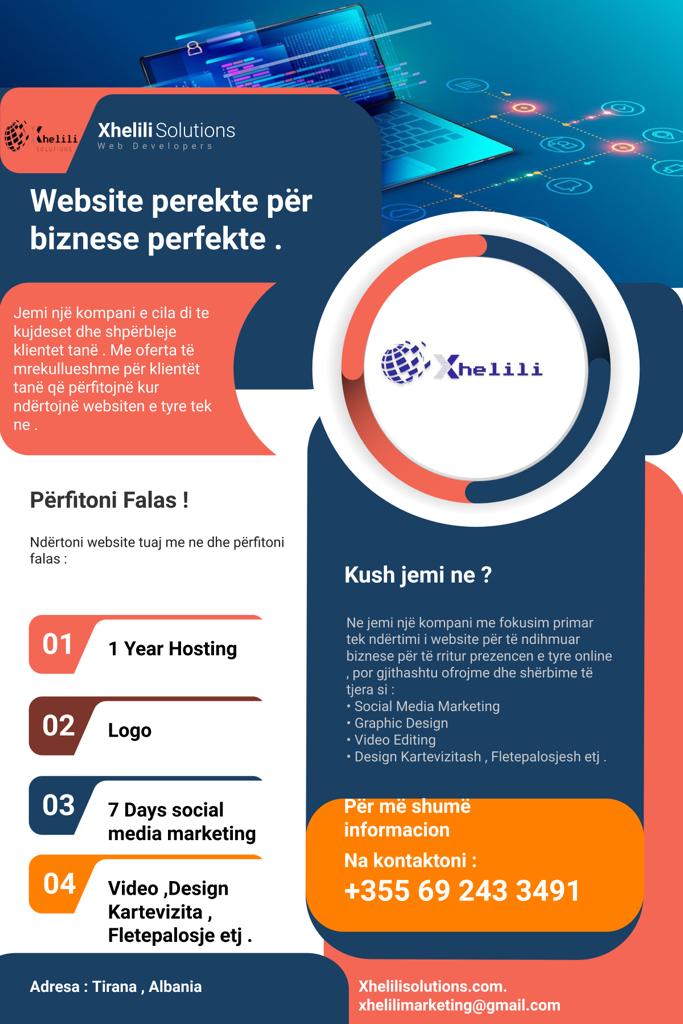 Xhelili
SOLUTIONS
Xhelili Solutions
Web Developers
Website perekte për
biznese perfekte .
Jemi një kompani e cila di te
kujdeset dhe shpërbleje
klientet tanë . Me oferta të
mrekullueshme për klientët
tanë që përfitojnë kur
ndërtojnë websiten e tyre tek
ne .
Xhelili
Përfitoni Falas !
Ndërtoni website tuaj me ne dhe përfitoni
falas :
01
1 Year Hosting
02
Logo
03
7 Days social
media marketing
04
Video ,Design
Kartevizita ,
Fletepalosje etj .
Kush jemi ne ?
Ne jemi një kompani me fokusim primar
tek ndërtimi i website për të ndihmuar
biznese për të rritur prezencen e tyre online
, por gjithashtu ofrojme dhe shërbime të
tjera si :
• Social Media Marketing
• Graphic Design
• Video Editing
• Design Kartevizitash , Fletepalosjesh etj .
Për më shumë
informacion
Na kontaktoni :
+355 69 243 3491
Adresa : Tirana , Albania
Xhelilisolutions.com.
xhelilimarketing@gmail.com